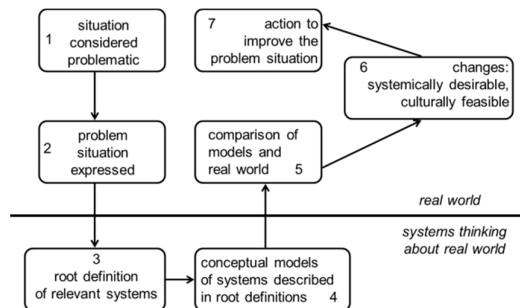 1 situation
considered
problematic
2 problem
situation
expressed
3
root definition
of relevant systems
conceptual models
of systems described
in root definitions 4
comparison of
models and
real world 5
6 changes:
systemically desirable,
culturally feasible
7 action to
improve the
problem situation
real world
systems thinking
about real world